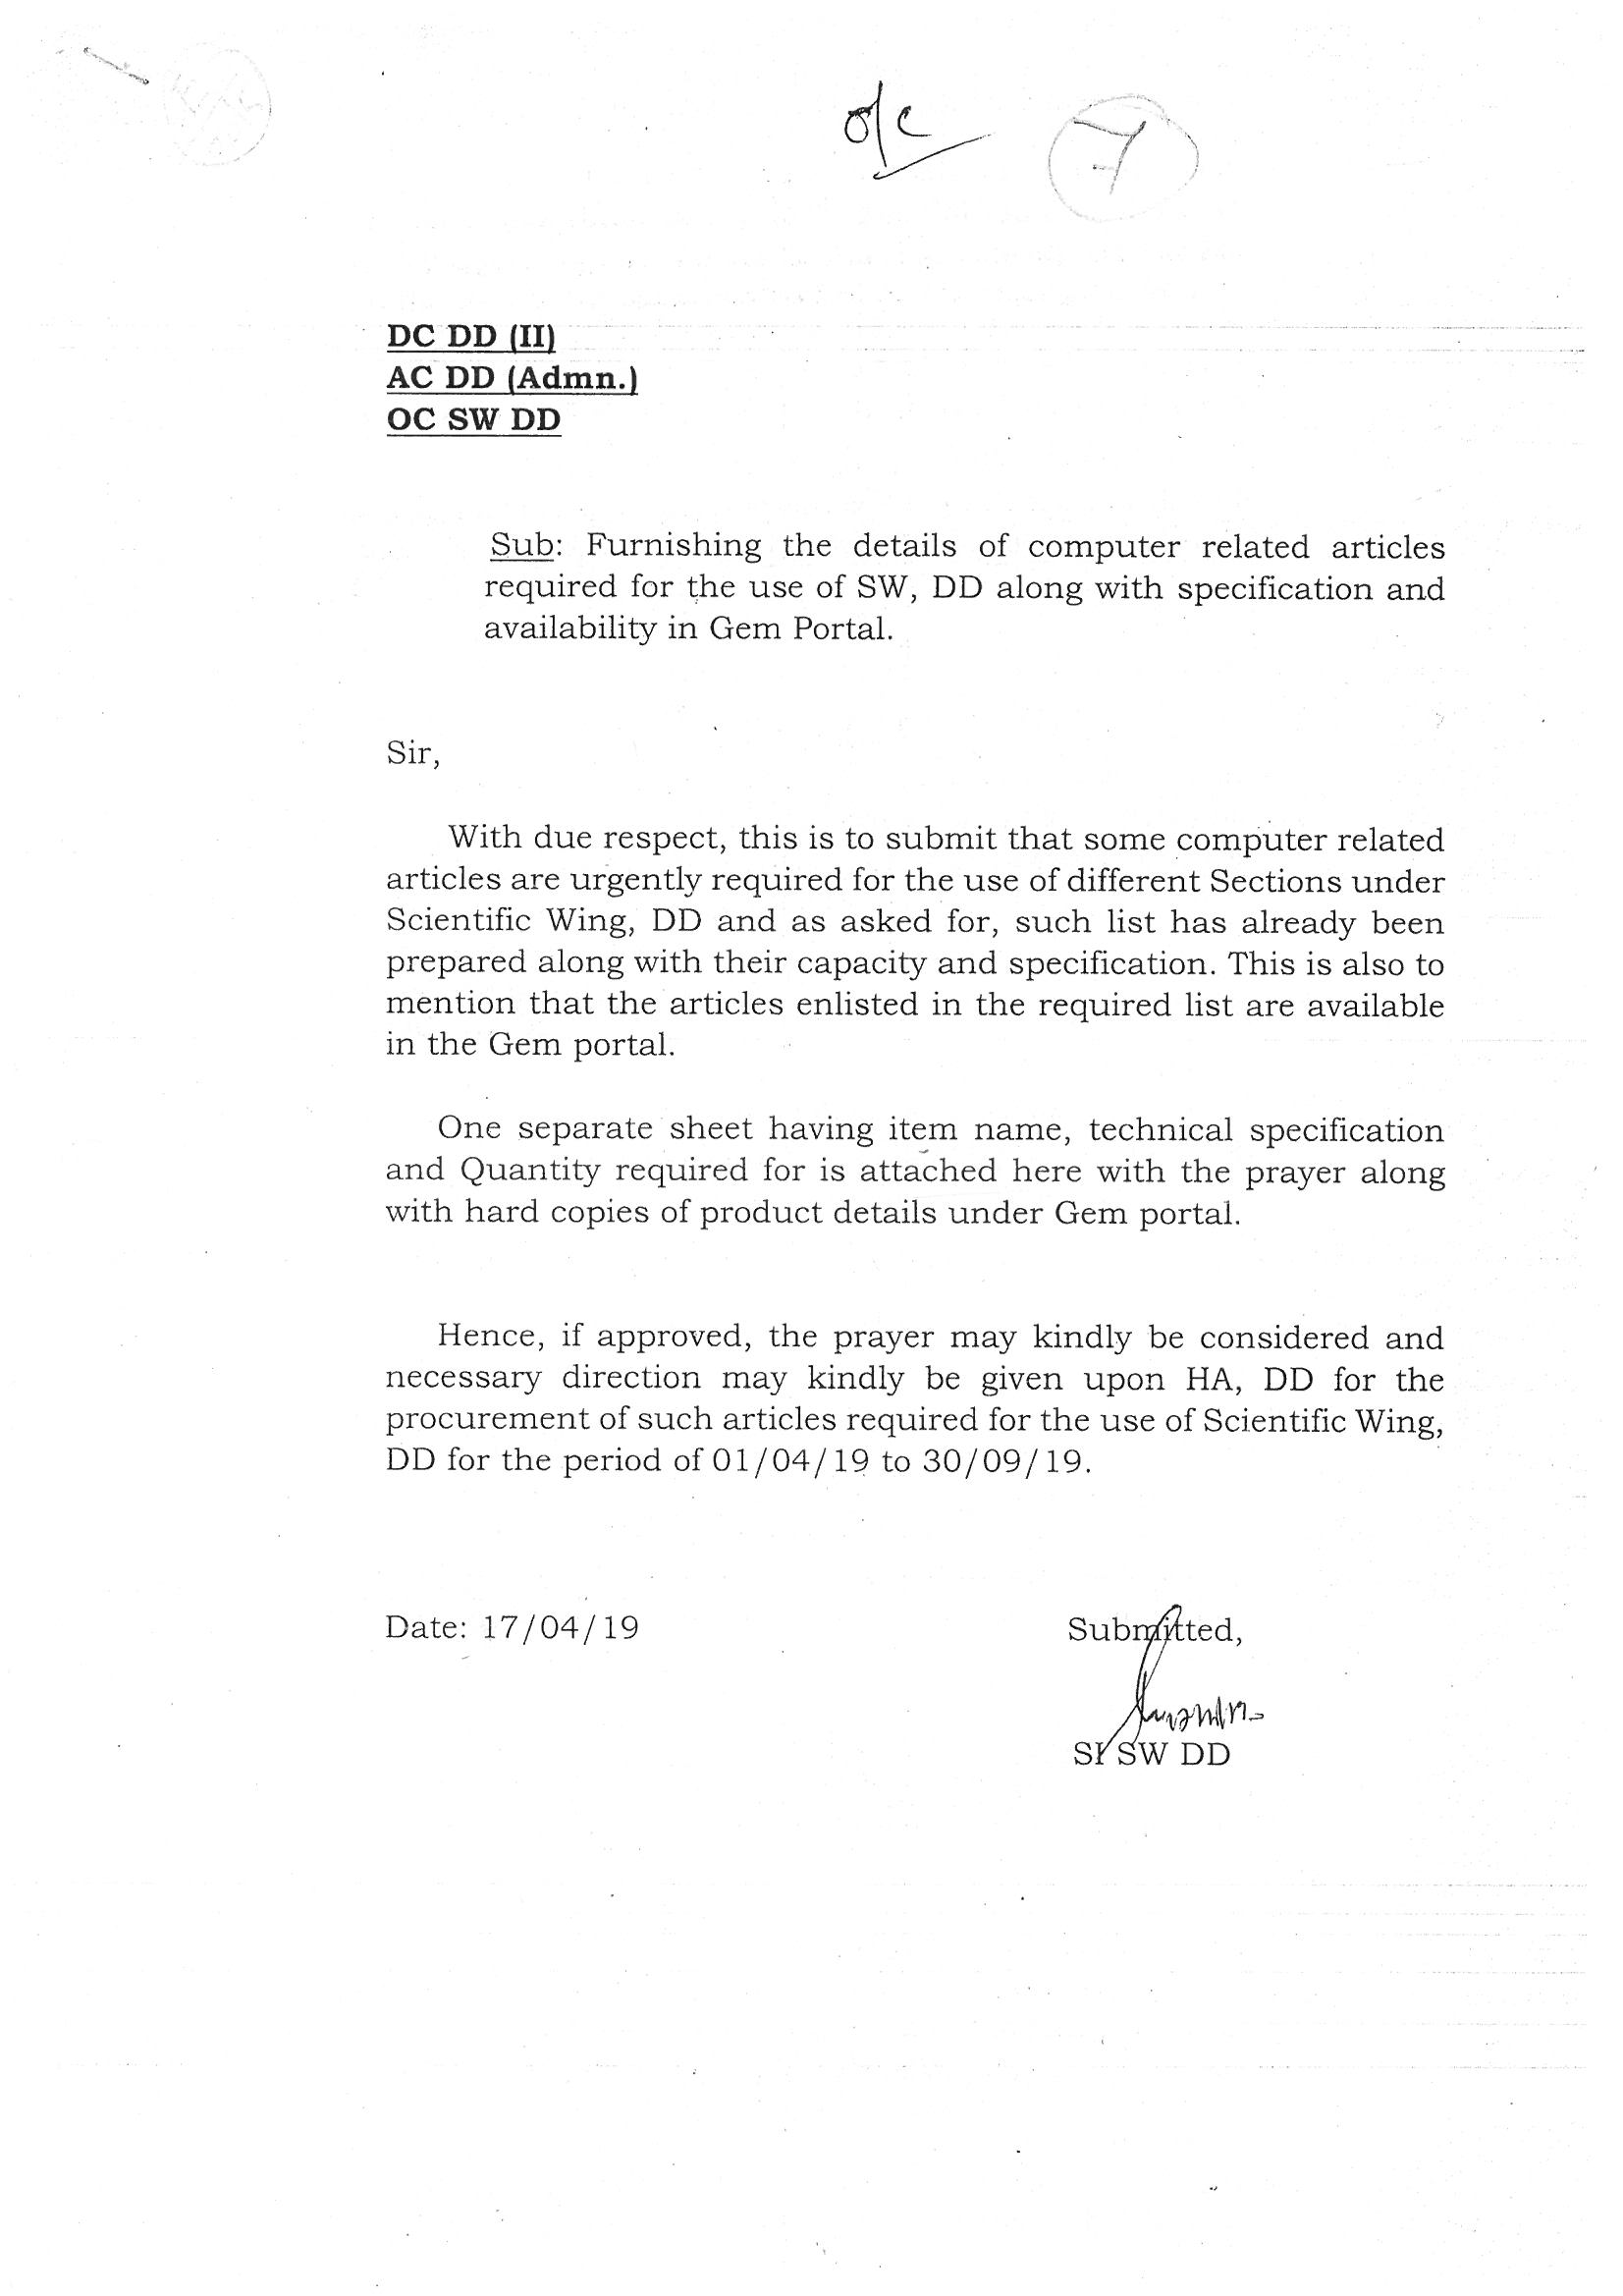 o/c
7
DC DD (II)
AC DD (Admn.)
OC SW DD
Sub: Furnishing the details of computer related articles
required for the use of SW, DD along with specification and
availability in Gem Portal.
Sir,
With due respect, this is to submit that some computer related
articles are urgently required for the use of different Sections under
Scientific Wing, DD and as asked for, such list has already been
prepared along with their capacity and specification. This is also to
mention that the articles enlisted in the required list are available
in the Gem portal.
One separate sheet having item name, technical specification
and Quantity required for is attached here with the prayer along
with hard copies of product details under Gem portal.
Hence, if approved, the prayer may kindly be considered and
necessary direction may kindly be given upon HA, DD for the
procurement of such articles required for the use of Scientific Wing,
DD for the period of 01/04/19 to 30/09/19.
Date: 17/04/19
Submitted,
SI SW DD